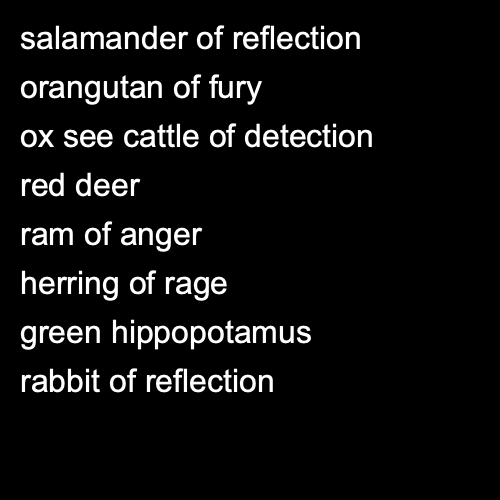 salamander of reflection
orangutan of fury
ox see cattle of detection
red deer
ram of anger
herring of rage
green hippopotamus
rabbit of reflection